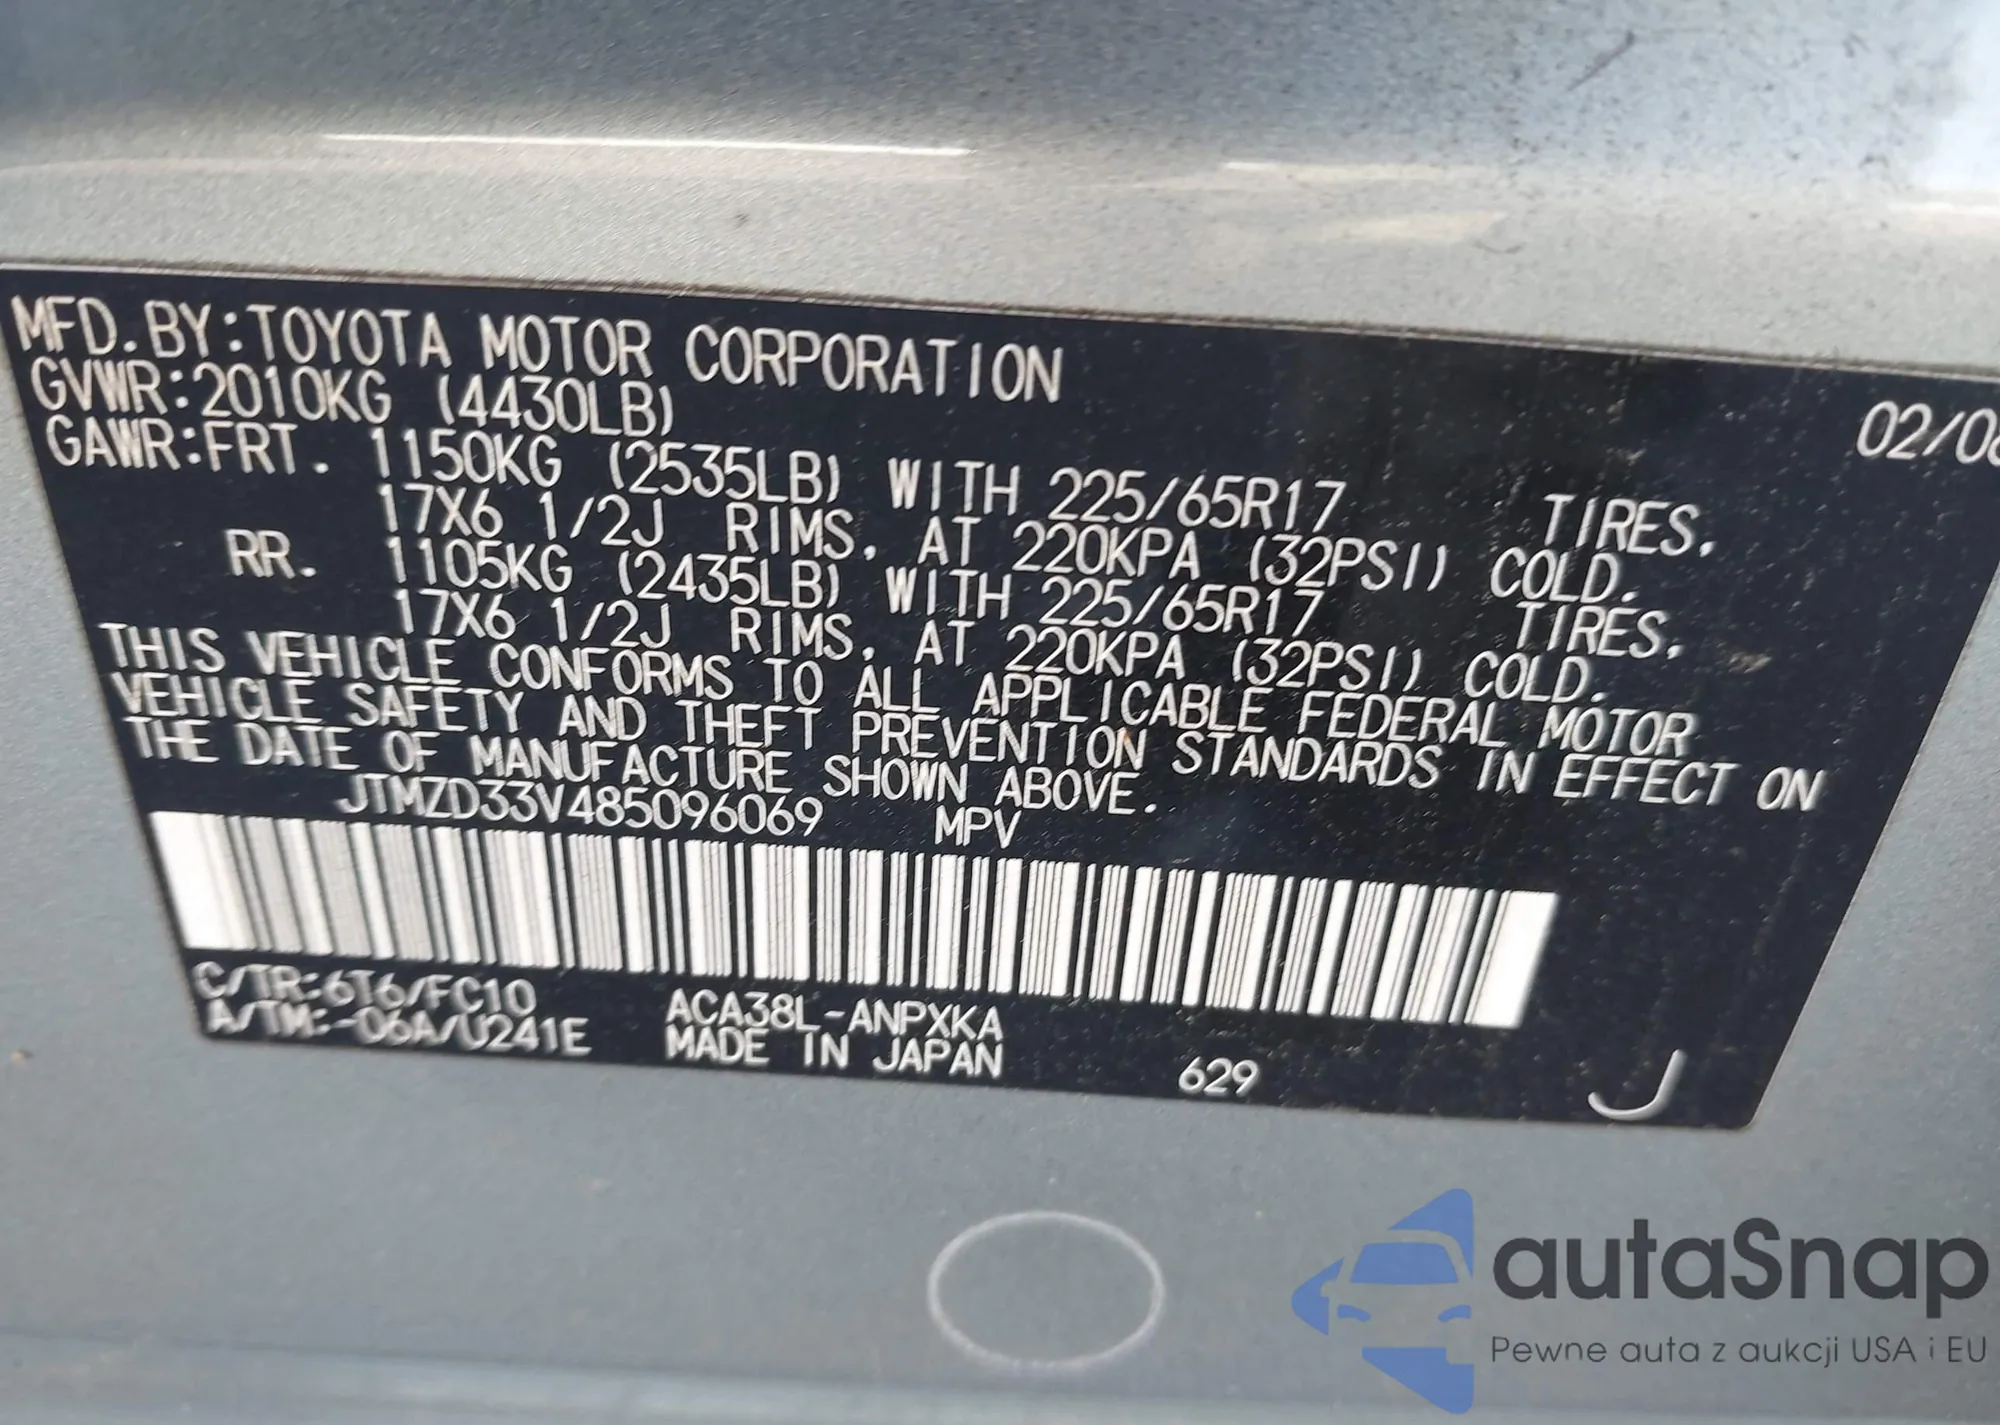 MFD.BY:TOYOTA MOTOR CORPORATION 02/08
GVWR:2010KG (4430LB)
GAWR:FRT. 1150KG (2535LB) WITH 225/65R17 TIRES,
17X6 1/2J RIMS, AT 220KPA (32PSI) COLD.
RR. 1105KG (2435LB) WITH 225/65R17 TIRES,
17X6 1/2J RIMS, AT 220KPA (32PSI) COLD.
THIS VEHICLE CONFORMS TO ALL APPLICABLE FEDERAL MOTOR
VEHICLE SAFETY AND THEFT PREVENTION STANDARDS IN EFFECT ON
THE DATE OF MANUFACTURE SHOWN ABOVE.
JTMZD33V485096069 MPV
C/TR:6T6/FC10 ACA38L-ANPXKA
A/TM:-06A/U241E MADE IN JAPAN 629 J
autaSnap
Pewne auta z aukcji USA i EU